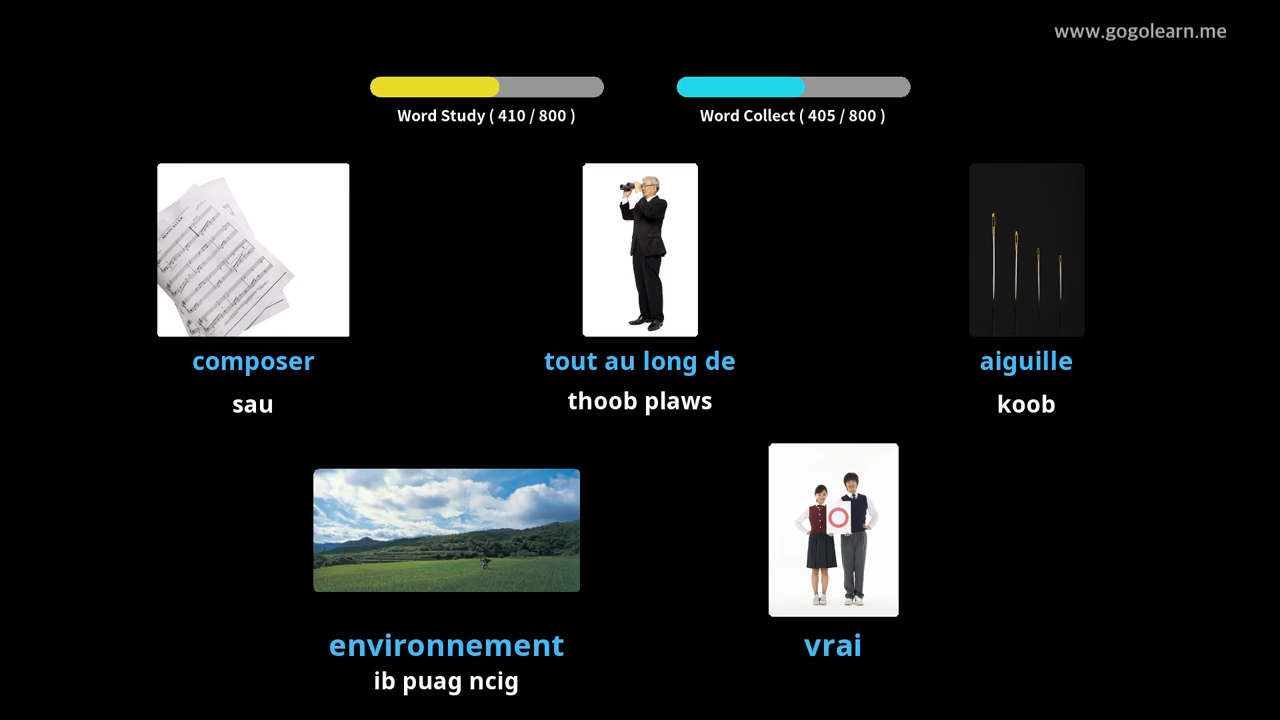 www.gogolearn.me
Word Study ( 410 / 800 )
Word Collect ( 405 / 800 )
composer
tout au long de
aiguille
sau
thoob plaws
koob
environnement
vrai
ib puag ncig